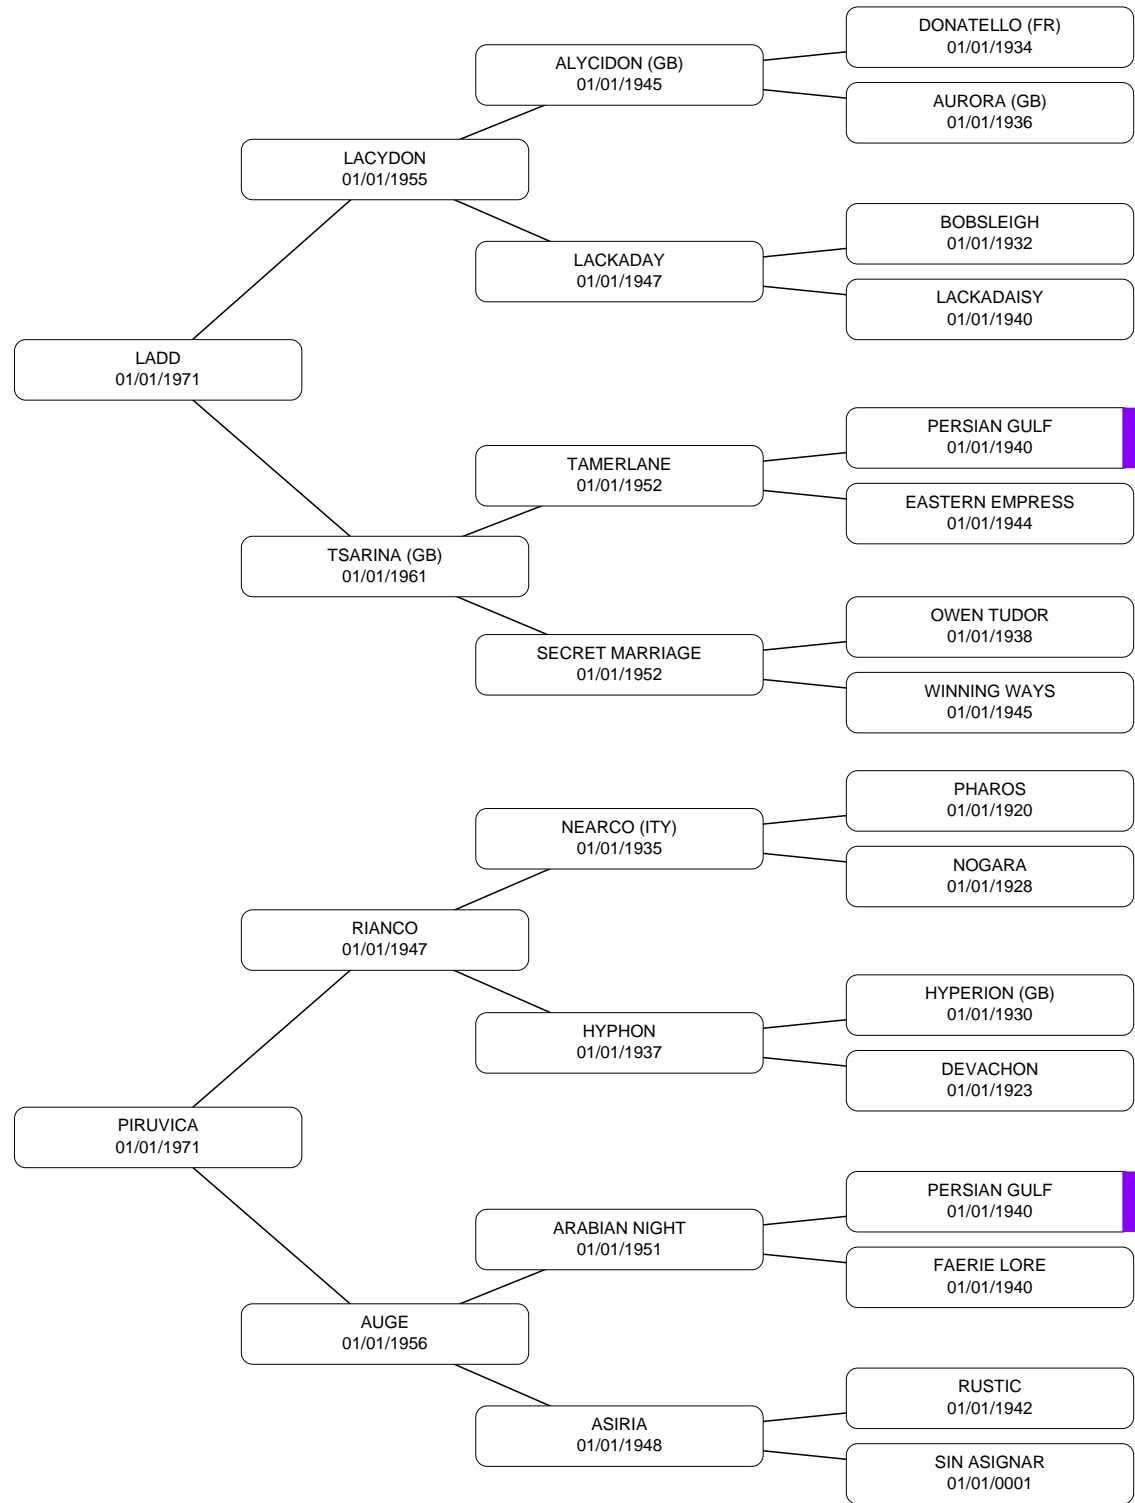 DONATELLO (FR)
01/01/1934
ALYCIDON (GB)
01/01/1945
AURORA (GB)
01/01/1936
LACYDON
01/01/1955
BOBSLEIGH
01/01/1932
LACKADAY
01/01/1947
LACKADAISY
01/01/1940
LADD
01/01/1971
PERSIAN GULF
01/01/1940
TAMERLANE
01/01/1952
EASTERN EMPRESS
01/01/1944
TSARINA (GB)
01/01/1961
OWEN TUDOR
01/01/1938
SECRET MARRIAGE
01/01/1952
WINNING WAYS
01/01/1945
PHAROS
01/01/1920
NEARCO (ITY)
01/01/1935
NOGARA
01/01/1928
RIANCO
01/01/1947
HYPERION (GB)
01/01/1930
HYPHON
01/01/1937
DEVACHON
01/01/1923
PIRUVICA
01/01/1971
PERSIAN GULF
01/01/1940
ARABIAN NIGHT
01/01/1951
FAERIE LORE
01/01/1940
AUGE
01/01/1956
RUSTIC
01/01/1942
ASIRIA
01/01/1948
SIN ASIGNAR
01/01/0001